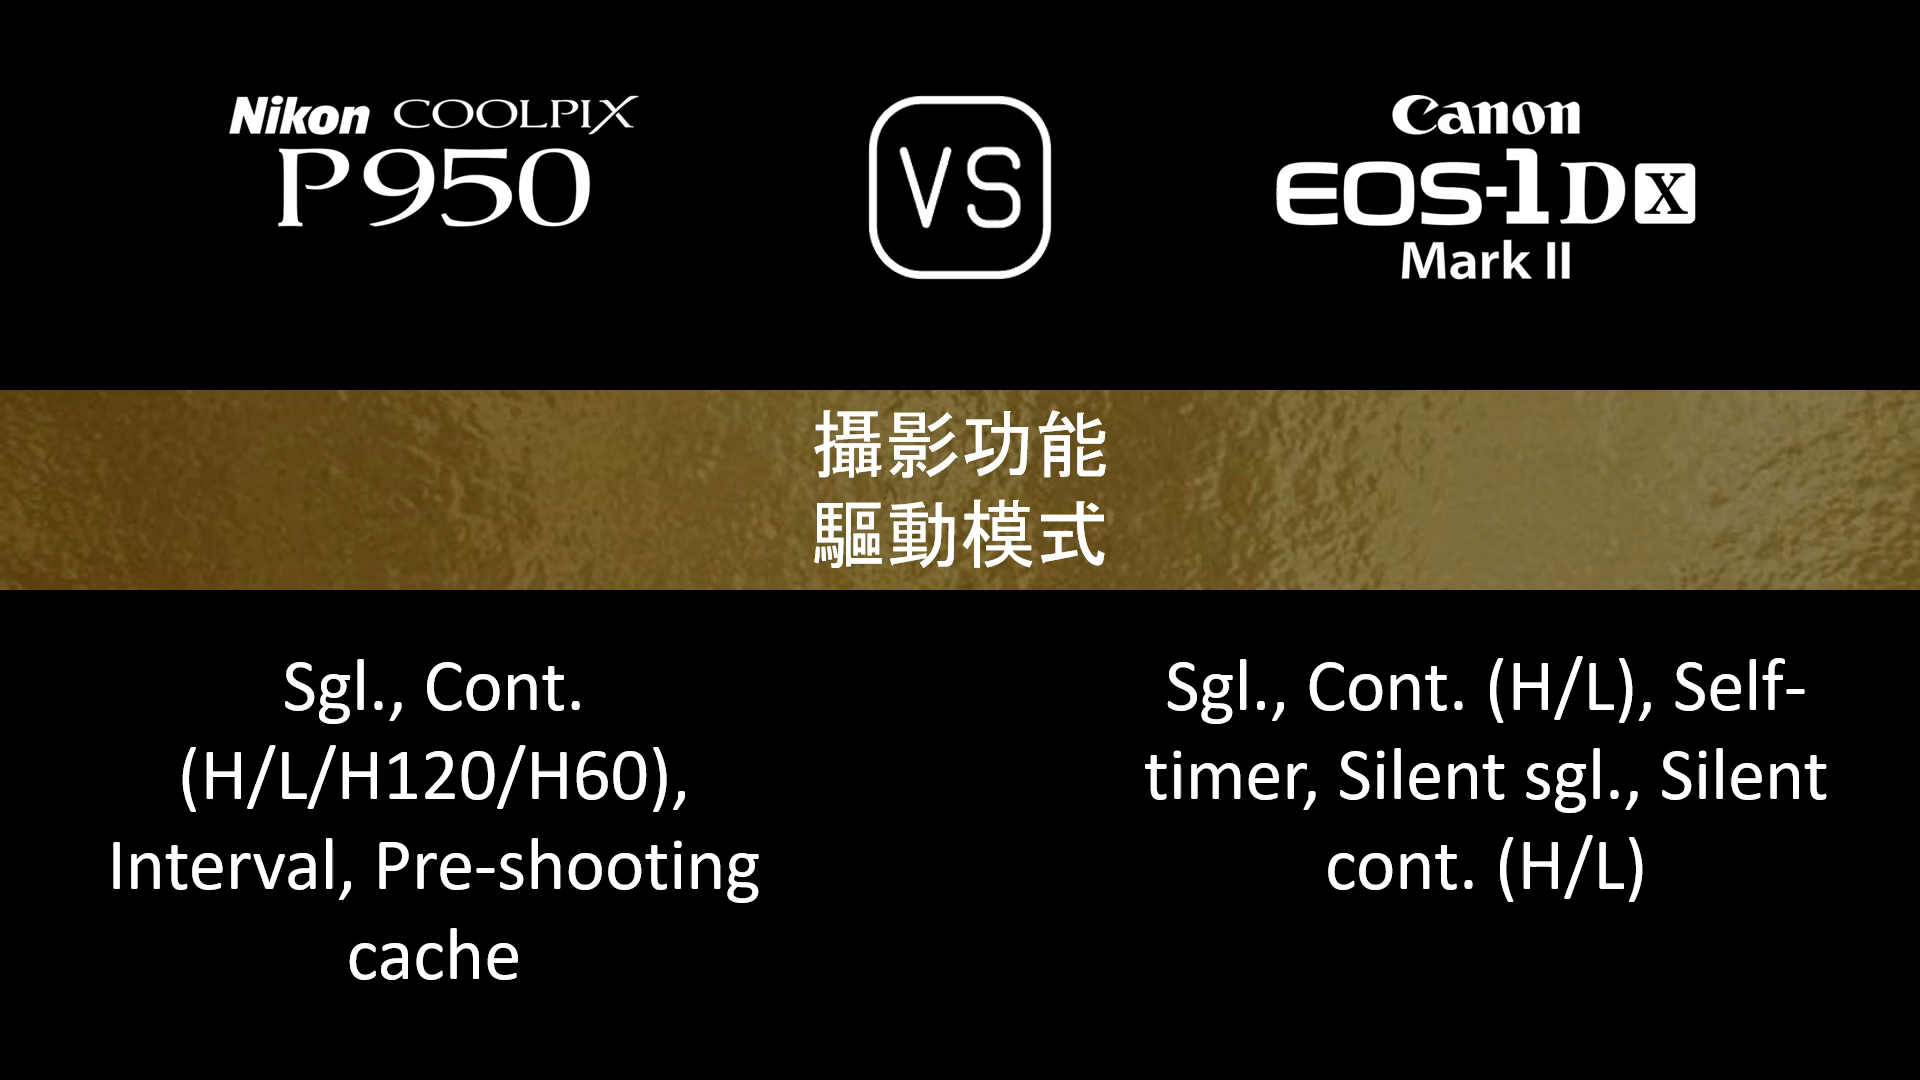 Nikon COOLPIX
P950
VS
Canon
EOS-1D X
Mark II
攝影功能
驅動模式
Sgl., Cont.
(H/L/H120/H60),
Interval, Pre-shooting
cache
Sgl., Cont. (H/L), Self-
timer, Silent sgl., Silent
cont. (H/L)